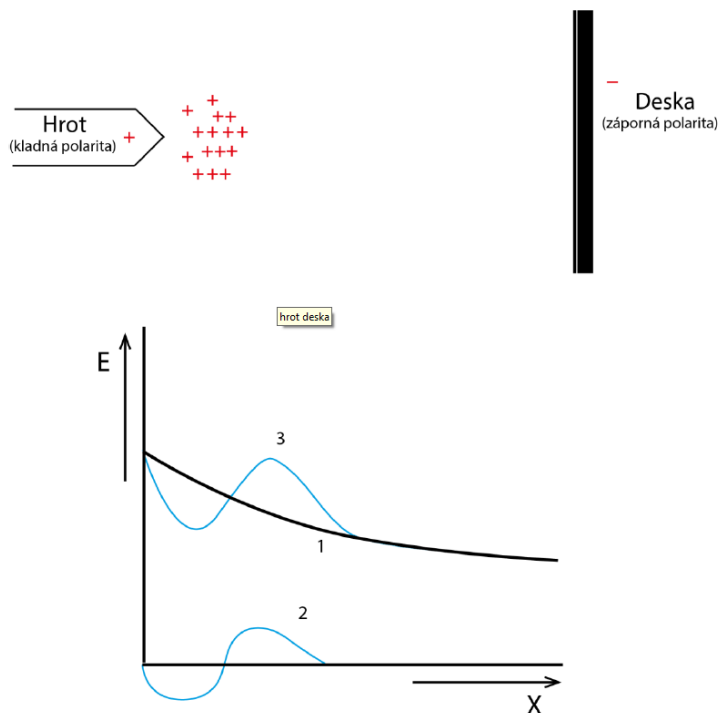 Hrot
(kladná polarita)
+
+
+
++
++++
+++
+
+++
−
Deska
(záporná polarita)
hrot deska
E
3
1
2
X